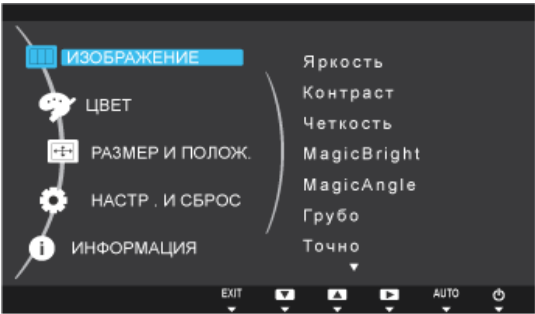 ИЗОБРАЖЕНИЕ
ЦВЕТ
РАЗМЕР И ПОЛОЖ.
НАСТР . И СБРОС
ИНФОРМАЦИЯ
Яркость
Контраст
Четкость
MagicBright
MagicAngle
Грубо
Точно
EXIT AUTO